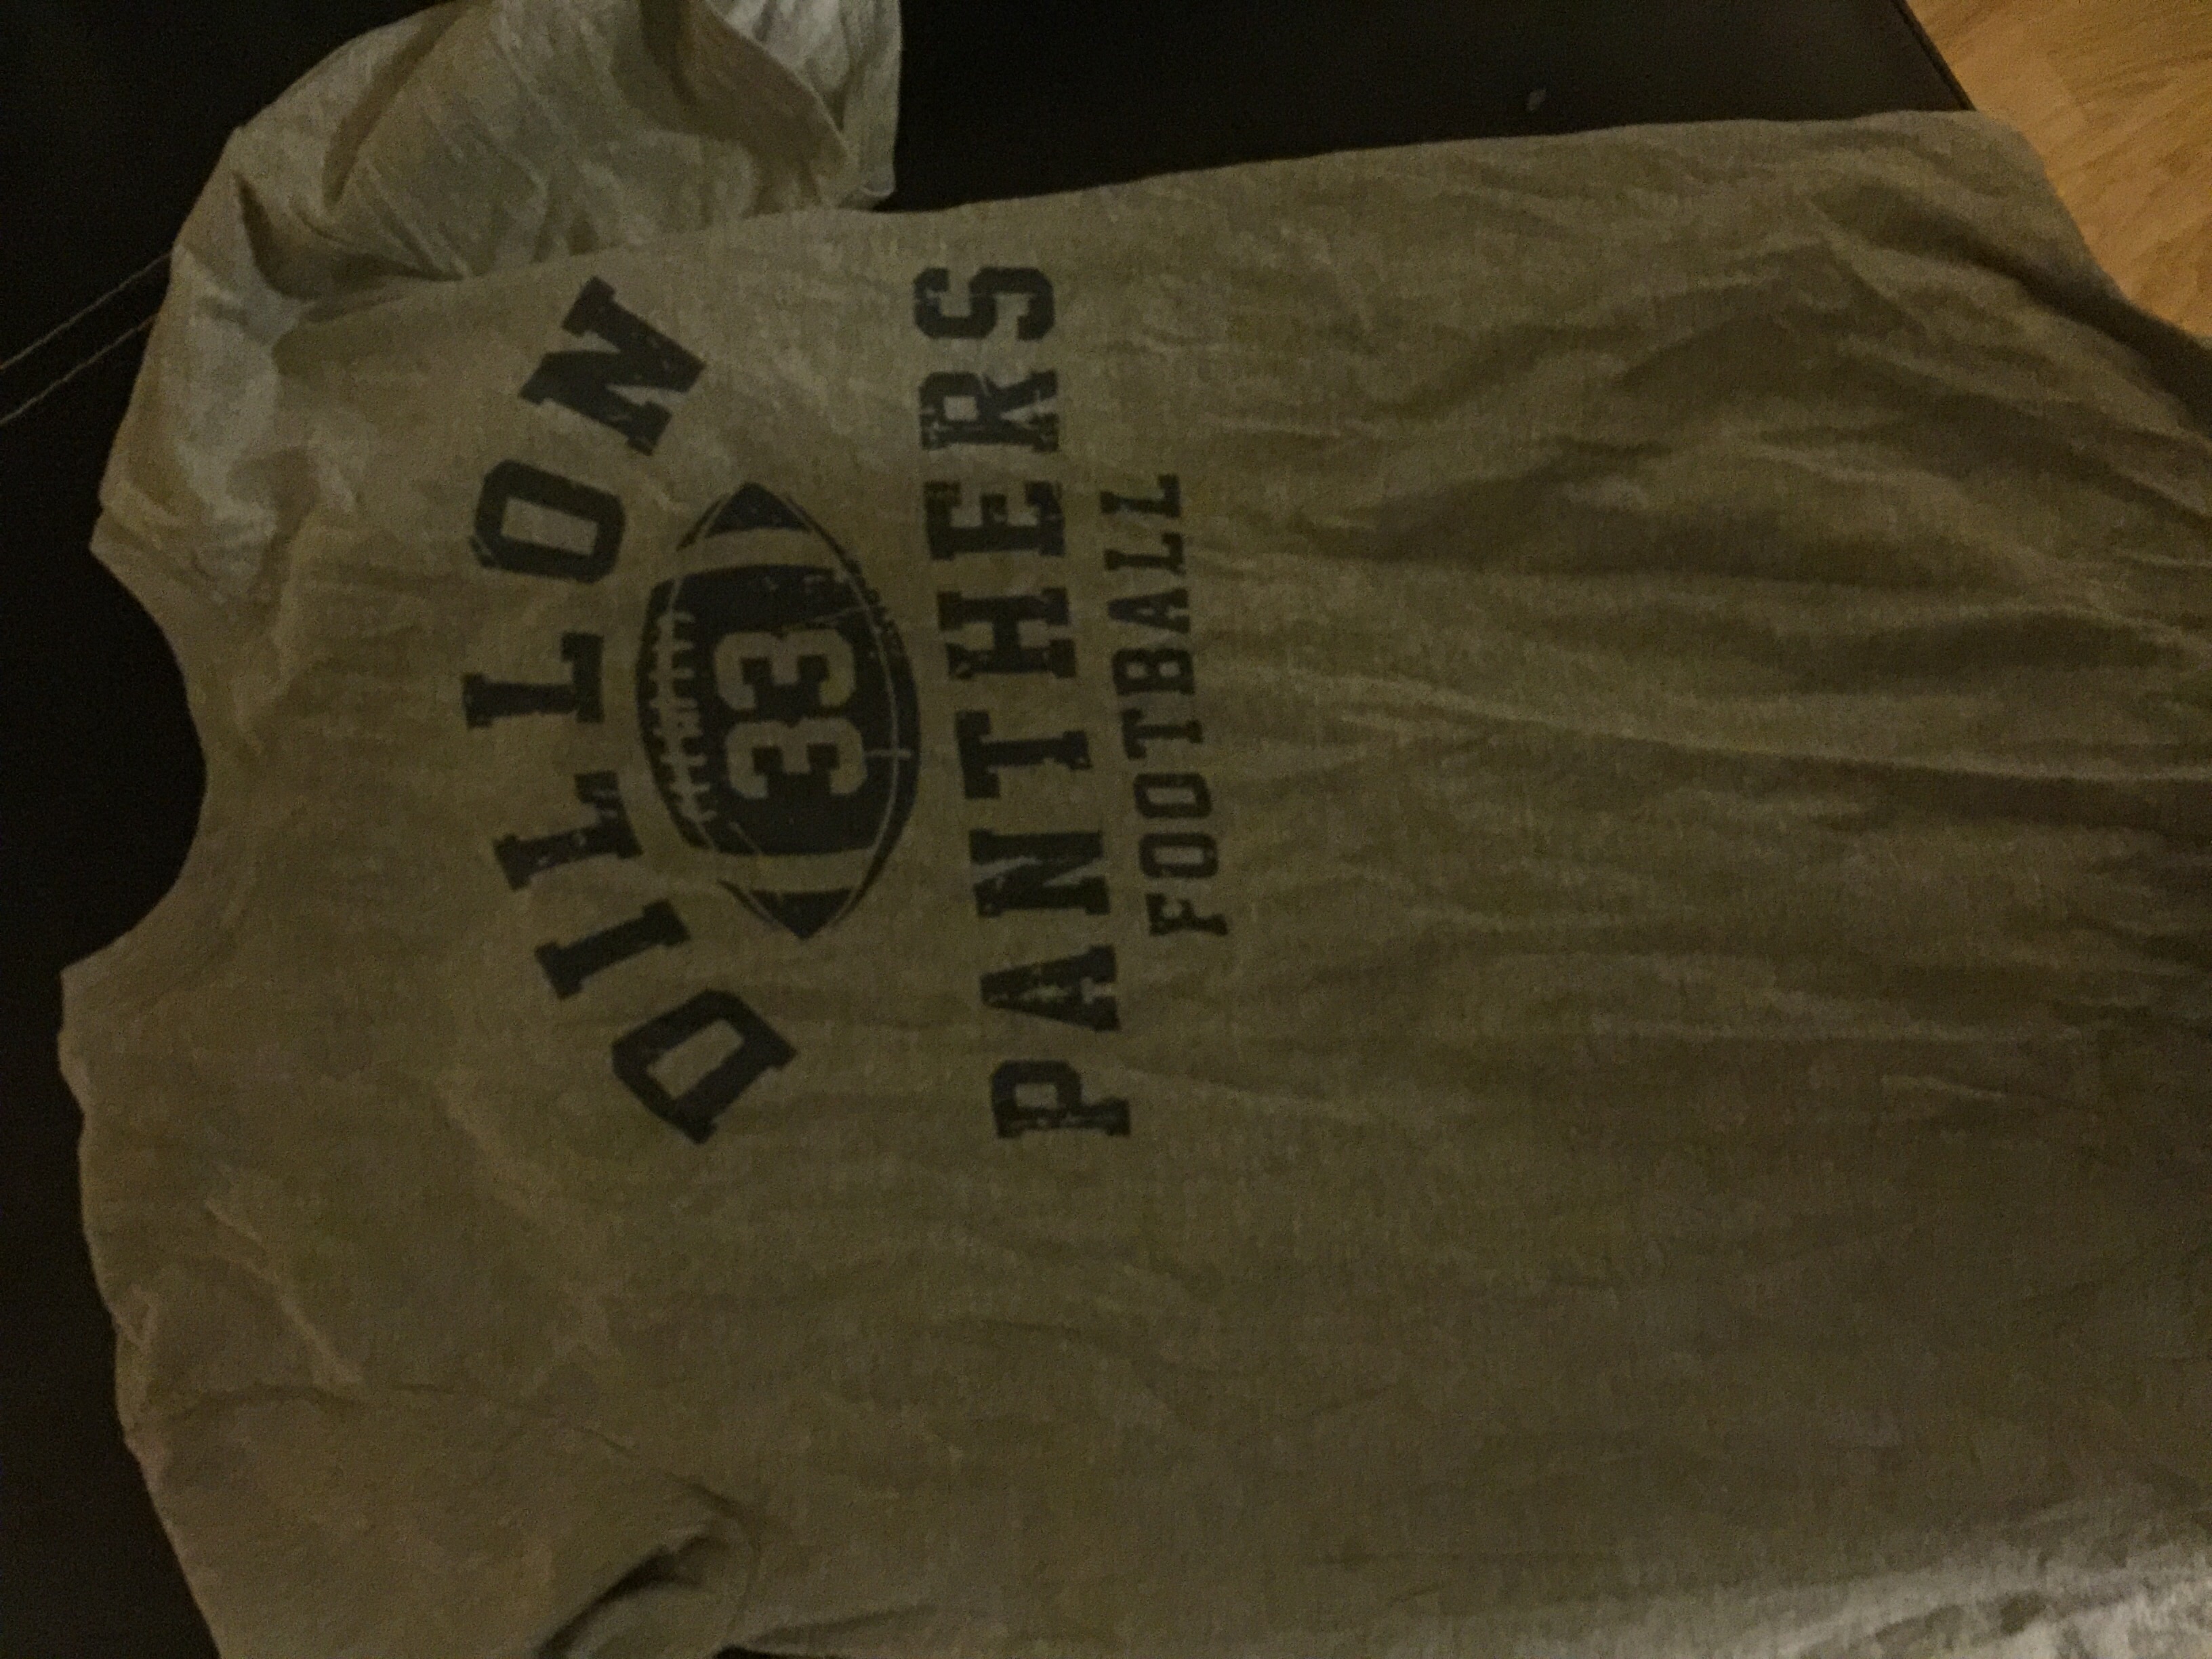 DILLON
33
PANTHERS
FOOTBALL